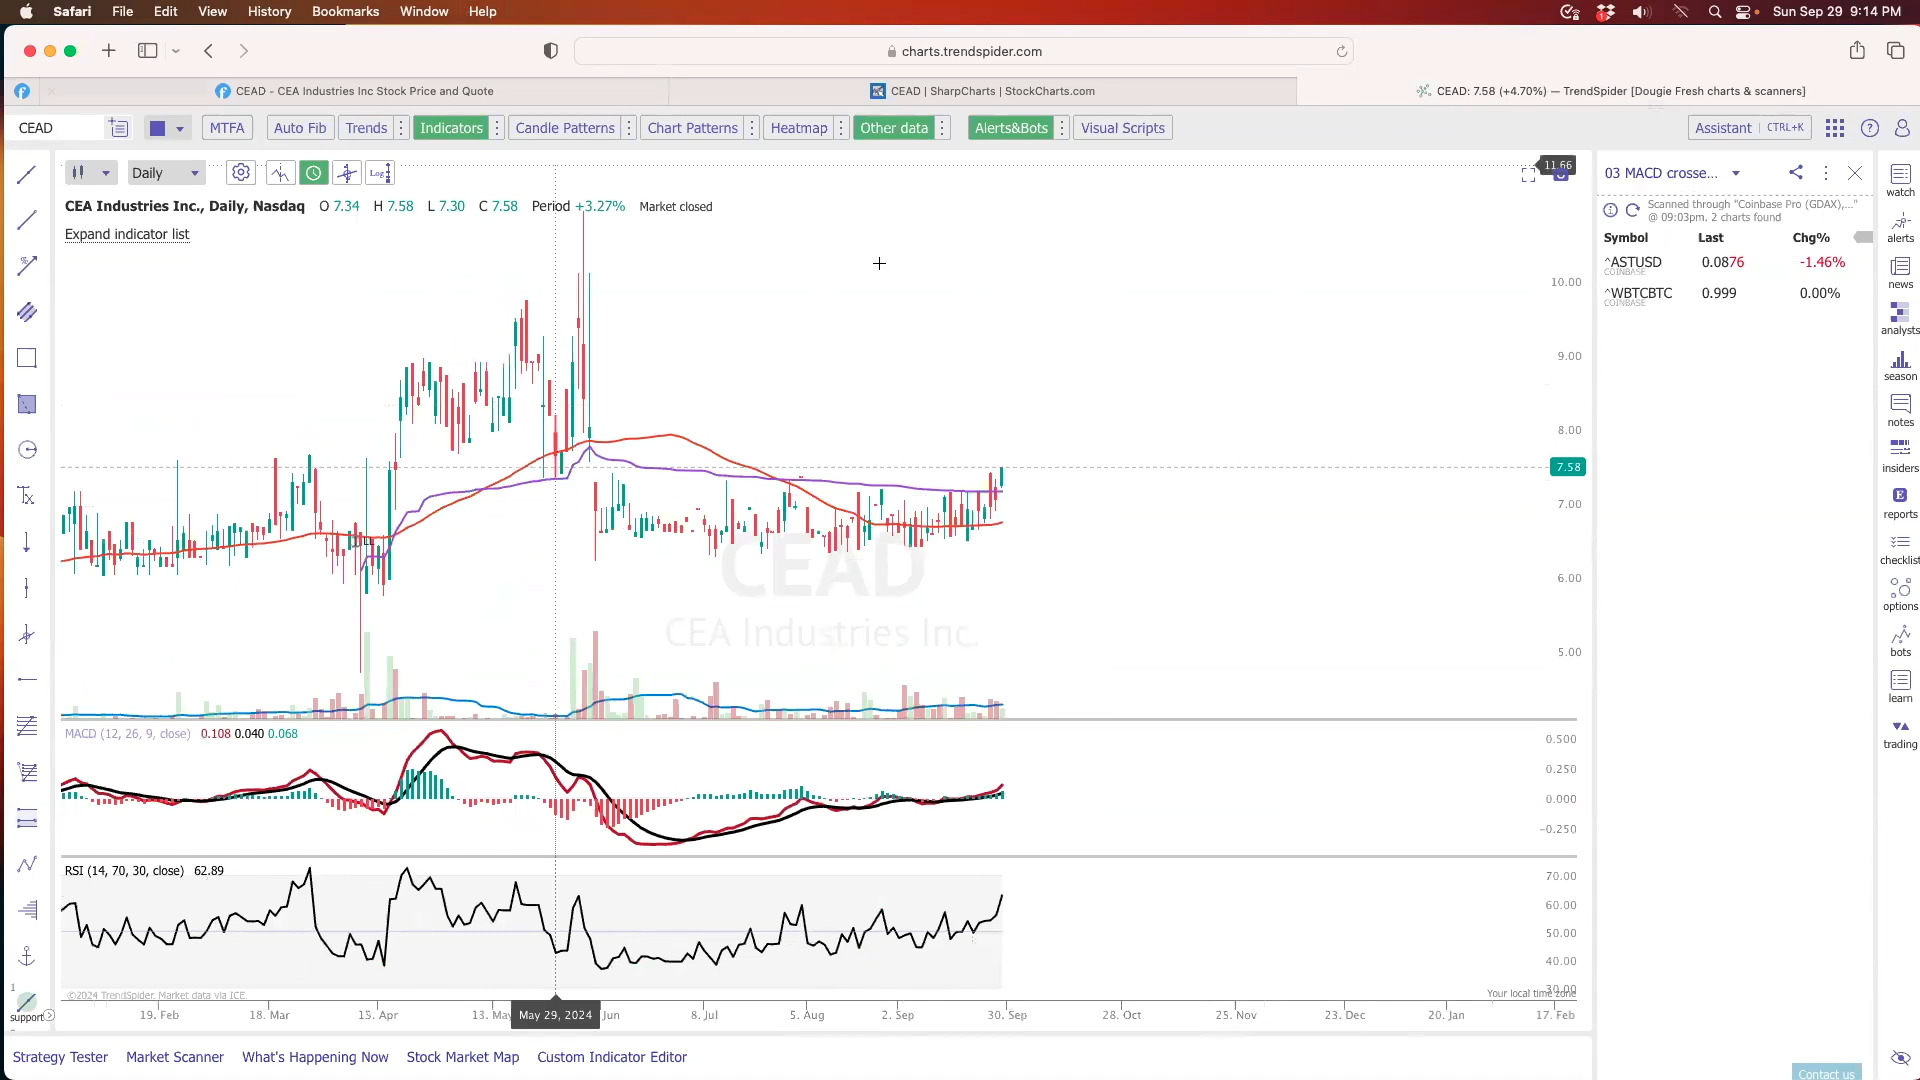 Safari File Edit View History Bookmarks Window Help Sun Sep 29 9:14 PM
charts.trendspider.com
CEAD - CEA Industries Inc Stock Price and Quote CEAD | SharpCharts | StockCharts.com CEAD: 7.58 (+4.70%) — TrendSpider [Dougie Fresh charts & scanners]
CEAD MTFA Auto Fib Trends Indicators Candle Patterns Chart Patterns Heatmap Other data Alerts&Bots Visual Scripts Assistant CTRL+K
Daily Log 11.66
CEA Industries Inc., Daily, Nasdaq O 7.34 H 7.58 L 7.30 C 7.58 Period +3.27% Market closed
Expand indicator list
10.00
9.00
8.00
7.58
7.00
6.00
5.00
LL
CEAD
CEA Industries Inc.
MACD (12, 26, 9, close) 0.108 0.040 0.068
0.500
0.250
0.000
-0.250
RSI (14, 70, 30, close) 62.89
70.00
60.00
50.00
40.00
30.00
©2024 TrendSpider. Market data via ICE.
Your local time zone
19. Feb 18. Mar 15. Apr 13. May May 29, 2024 Jun 8. Jul 5. Aug 2. Sep 30. Sep 28. Oct 25. Nov 23. Dec 20. Jan 17. Feb
Strategy Tester Market Scanner What's Happening Now Stock Market Map Custom Indicator Editor
1
support
03 MACD crosse...
Scanned through "Coinbase Pro (GDAX),..."
@ 09:03pm. 2 charts found
Symbol Last Chg%
^ASTUSD 0.0876 -1.46%
COINBASE
^WBTCBTC 0.999 0.00%
COINBASE
watch
alerts
news
analysts
season
notes
insiders
E
reports
checklist
options
bots
learn
trading
Contact us